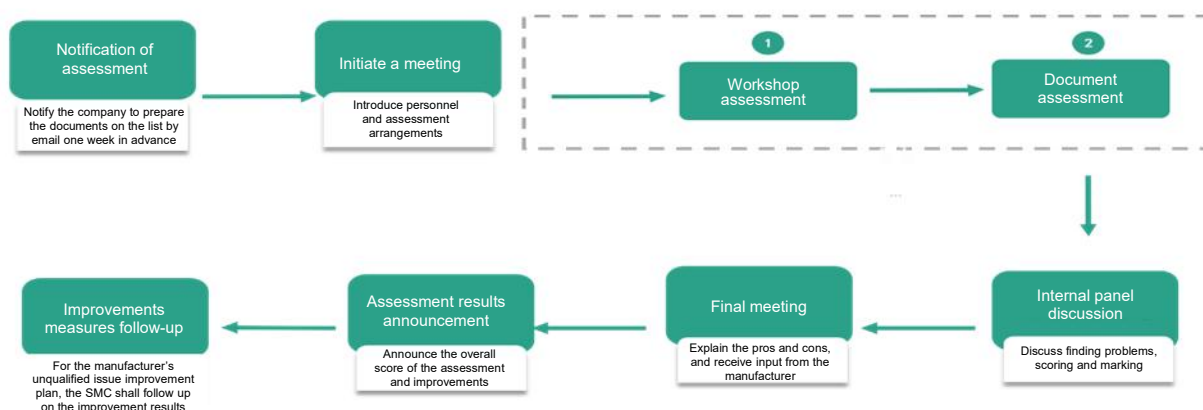 Notification of
assessment
Notify the company to prepare
the documents on the list by
email one week in advance
Initiate a meeting
Introduce personnel
and assessment
arrangements
1
Workshop
assessment
2
Document
assessment
...
Internal panel
discussion
Discuss finding problems,
scoring and marking
Final meeting
Explain the pros and cons,
and receive input from the
manufacturer
Assessment results
announcement
Announce the overall
score of the assessment
and improvements
Improvements
measures follow-up
For the manufacturer's
unqualified issue improvement
plan, the SMC shall follow up
on the improvement results